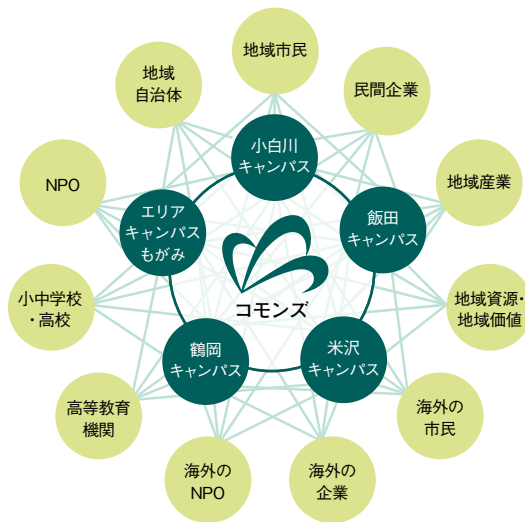 地域市民
地域
自治体
民間企業
小白川
キャンパス
NPO
エリア
キャンパス
もがみ
飯田
キャンパス
地域産業
コモンズ
小中学校
・高校
地域資源・
地域価値
鶴岡
キャンパス
米沢
キャンパス
高等教育
機関
海外の
市民
海外の
NPO
海外の
企業